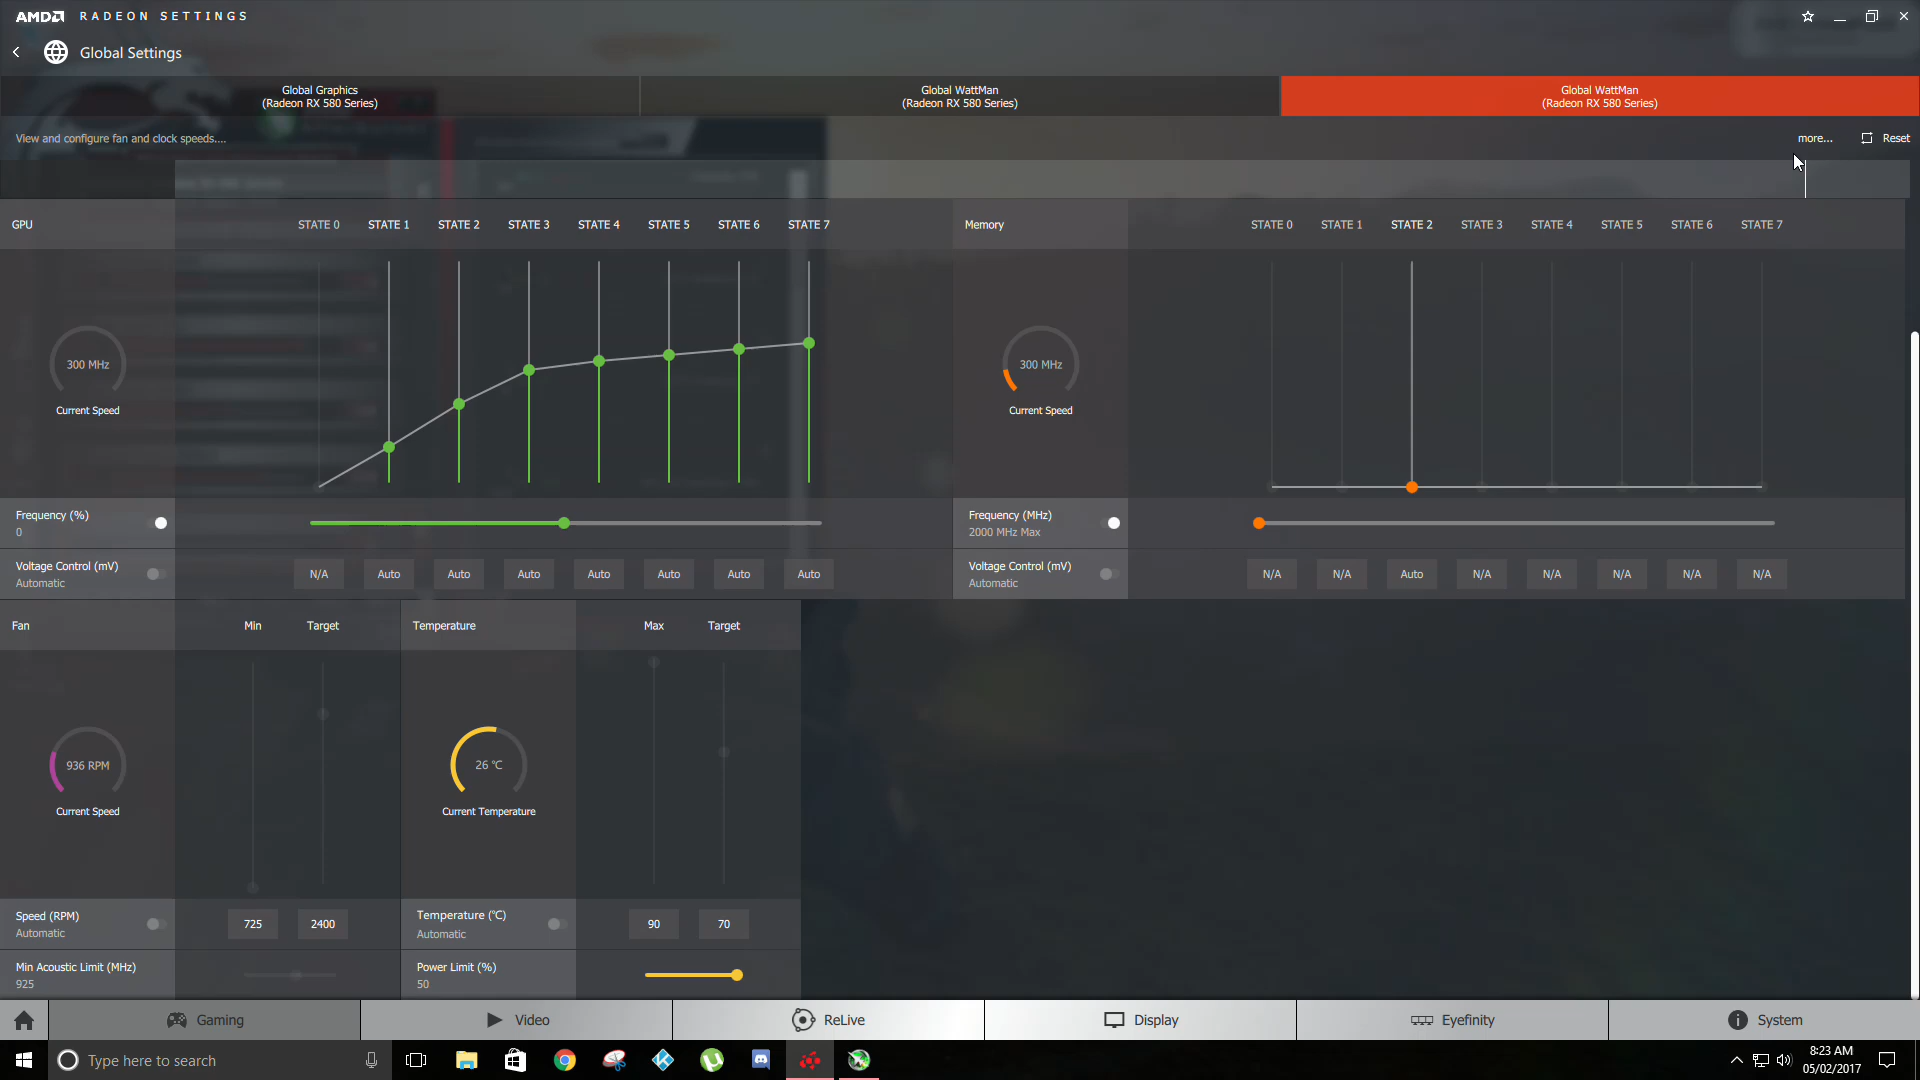 AMD RADEON SETTINGS
Global Settings
Global Graphics
(Radeon RX 580 Series)
Global WattMan
(Radeon RX 580 Series)
Global WattMan
(Radeon RX 580 Series)
View and configure fan and clock speeds....
more...
Reset
GPU
STATE 0 STATE 1 STATE 2 STATE 3 STATE 4 STATE 5 STATE 6 STATE 7
300 MHz
Current Speed
Frequency (%)
0
Voltage Control (mV)
Automatic
N/A Auto Auto Auto Auto Auto Auto Auto
Memory
STATE 0 STATE 1 STATE 2 STATE 3 STATE 4 STATE 5 STATE 6 STATE 7
300 MHz
Current Speed
Frequency (MHz)
2000 MHz Max
Voltage Control (mV)
Automatic
N/A N/A Auto N/A N/A N/A N/A N/A
Fan
Min Target
936 RPM
Current Speed
Speed (RPM)
Automatic
725 2400
Min Acoustic Limit (MHz)
925
Temperature
Max Target
26 °C
Current Temperature
Temperature (°C)
Automatic
90 70
Power Limit (%)
50
Gaming
Video
ReLive
Display
Eyefinity
System
Type here to search
8:23 AM
05/02/2017